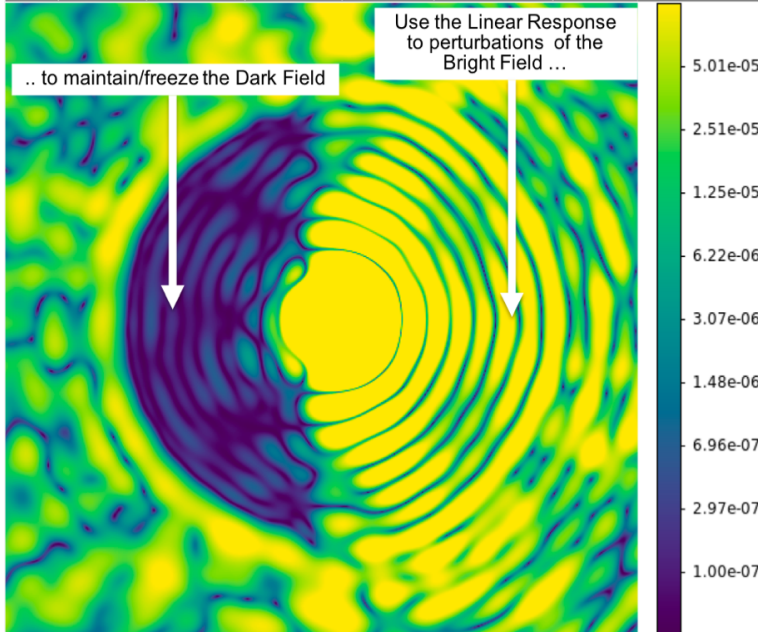 Use the Linear Response
to perturbations of the
Bright Field ...
.. to maintain/freeze the Dark Field
5.01e-05
2.51e-05
1.25e-05
6.22e-06
3.07e-06
1.48e-06
6.96e-07
2.97e-07
1.00e-07